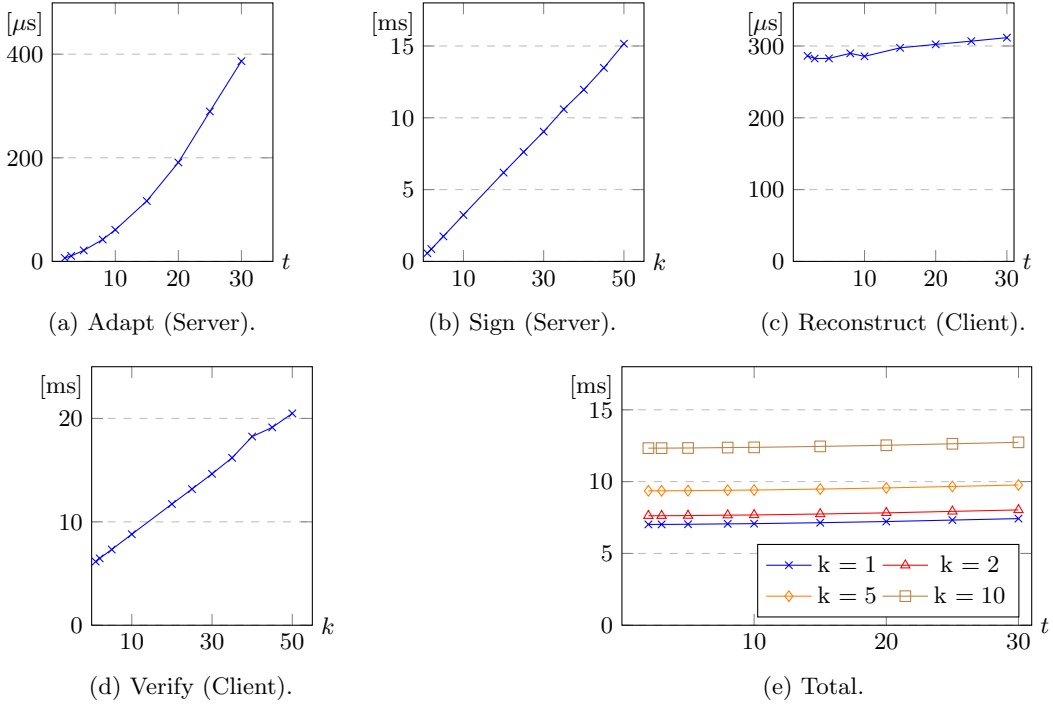 [μs]
400
200
0
10
20
30
t
(a) Adapt (Server).
[ms]
15
10
5
0
10
30
50
k
(b) Sign (Server).
[μs]
300
200
100
0
10
20
30
t
(c) Reconstruct (Client).
[ms]
20
10
0
10
30
50
k
(d) Verify (Client).
[ms]
15
10
5
0
k = 1
k = 2
k = 5
k = 10
10
20
30
t
(e) Total.